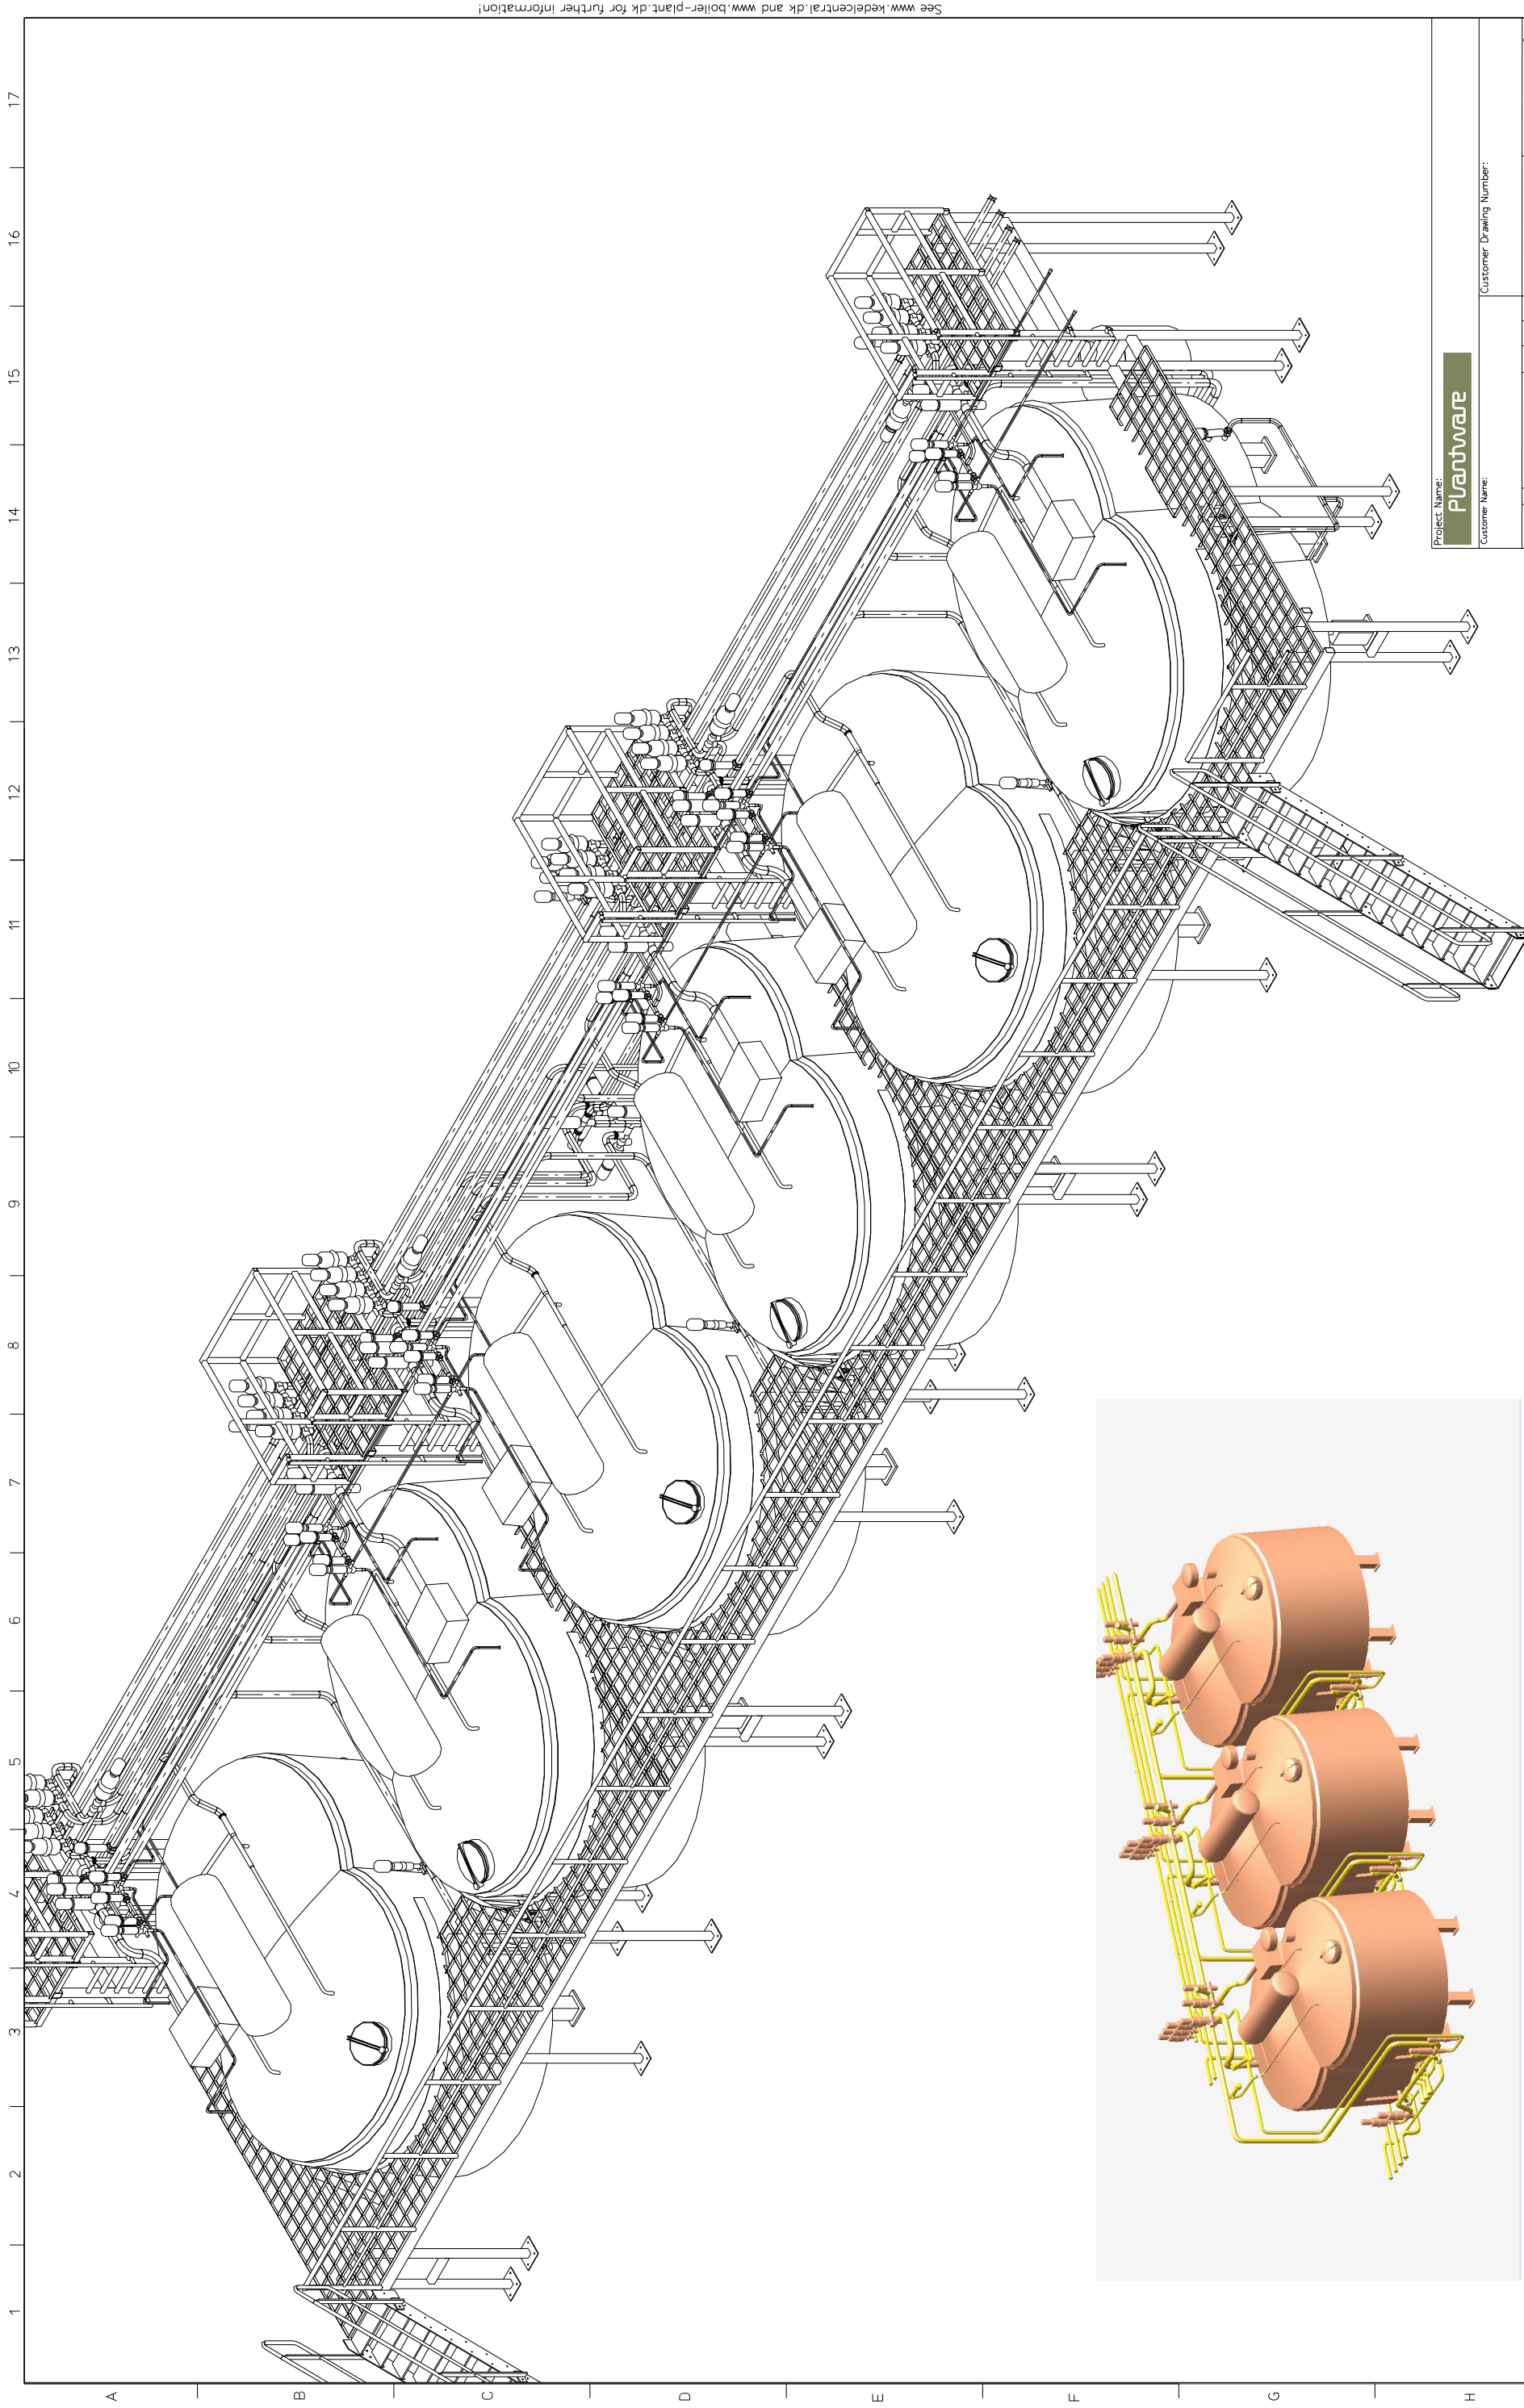 See www.kedelcentral.dk and www.boiler-plant.dk for further information!
17
16
15
14
13
12
11
10
9
8
7
6
5
4
3
2
1
A
B
C
D
E
F
G
H
Project Name:
Plantware
Customer Name:
Customer Drawing Number: